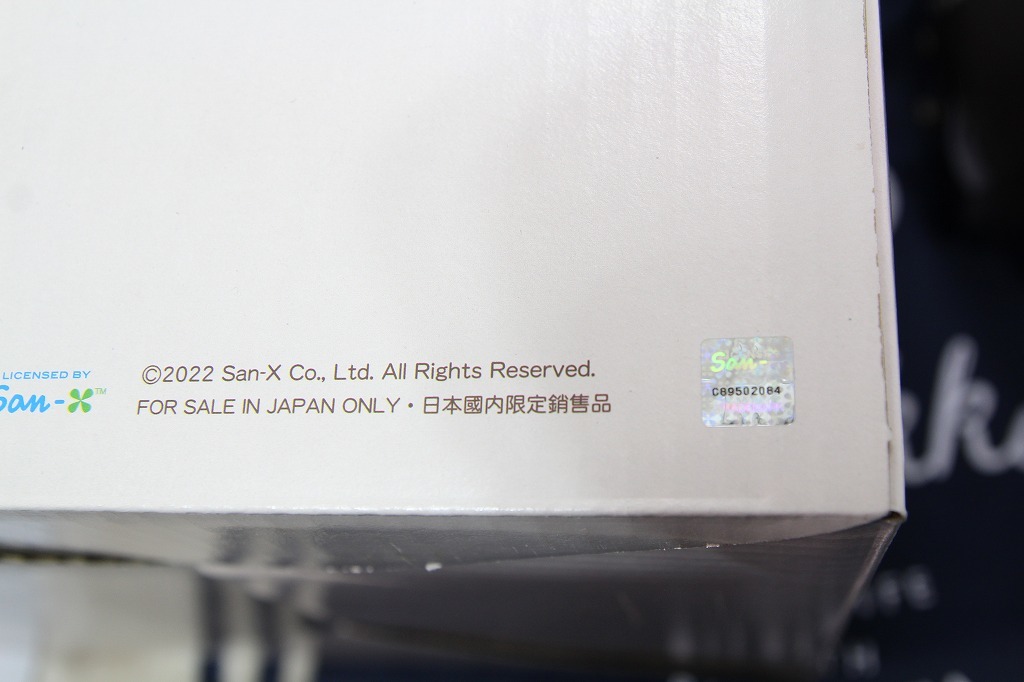 LICENSED BY
San-X™
©2022 San-X Co., Ltd. All Rights Reserved.
FOR SALE IN JAPAN ONLY・日本國内限定銷售品
San-
C89502084